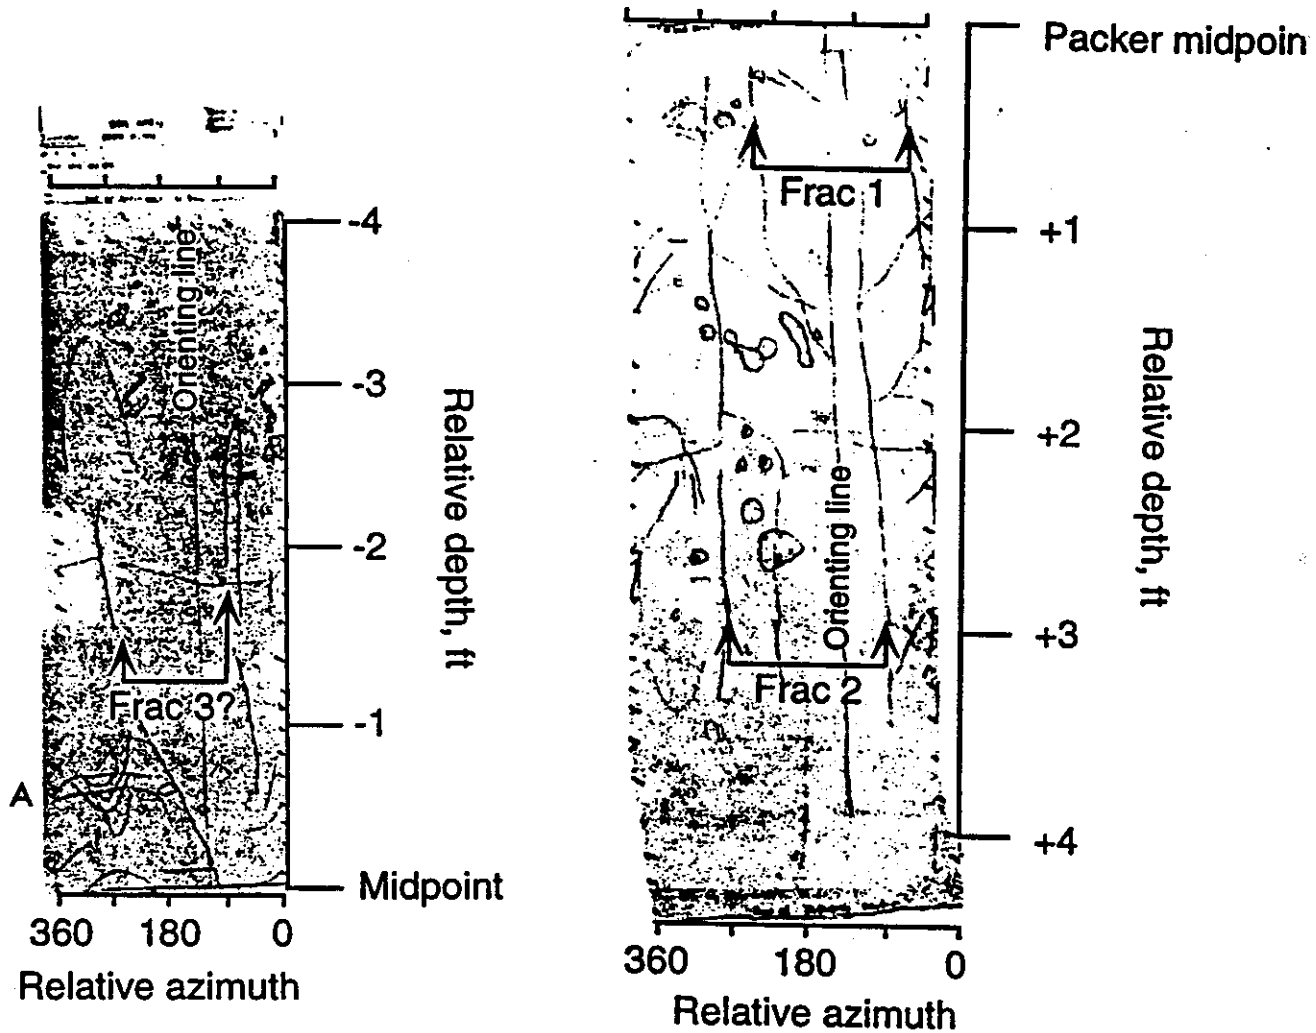 Orienting line
-4
-3
-2
-1
Midpoint
Relative depth, ft
Frac 3?
A
360 180 0
Relative azimuth
Packer midpoin
+1
+2
+3
+4
Relative depth, ft
Frac 1
Orienting line
Frac 2
360 180 0
Relative azimuth